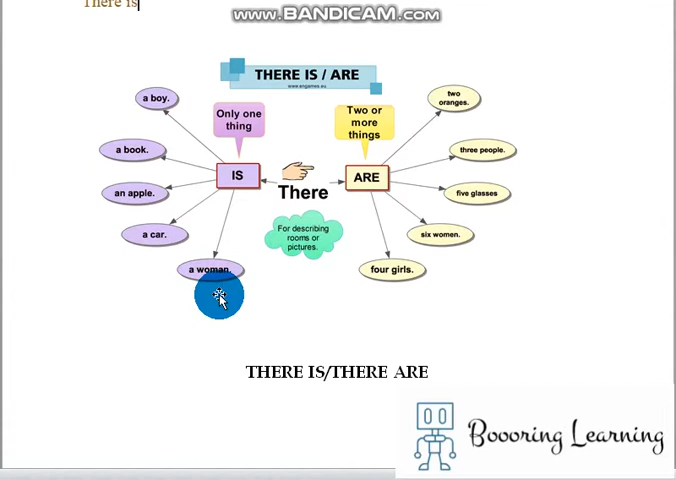 There is
www.BANDICAM.com
THERE IS / ARE
www.engames.eu
a boy.
Only one
thing
Two or
more
things
two
oranges.
a book.
three people.
IS
There
ARE
an apple.
five glasses
a car.
For describing
rooms or
pictures.
six women.
a woman.
four girls.
THERE IS/THERE ARE
Boooring Learning